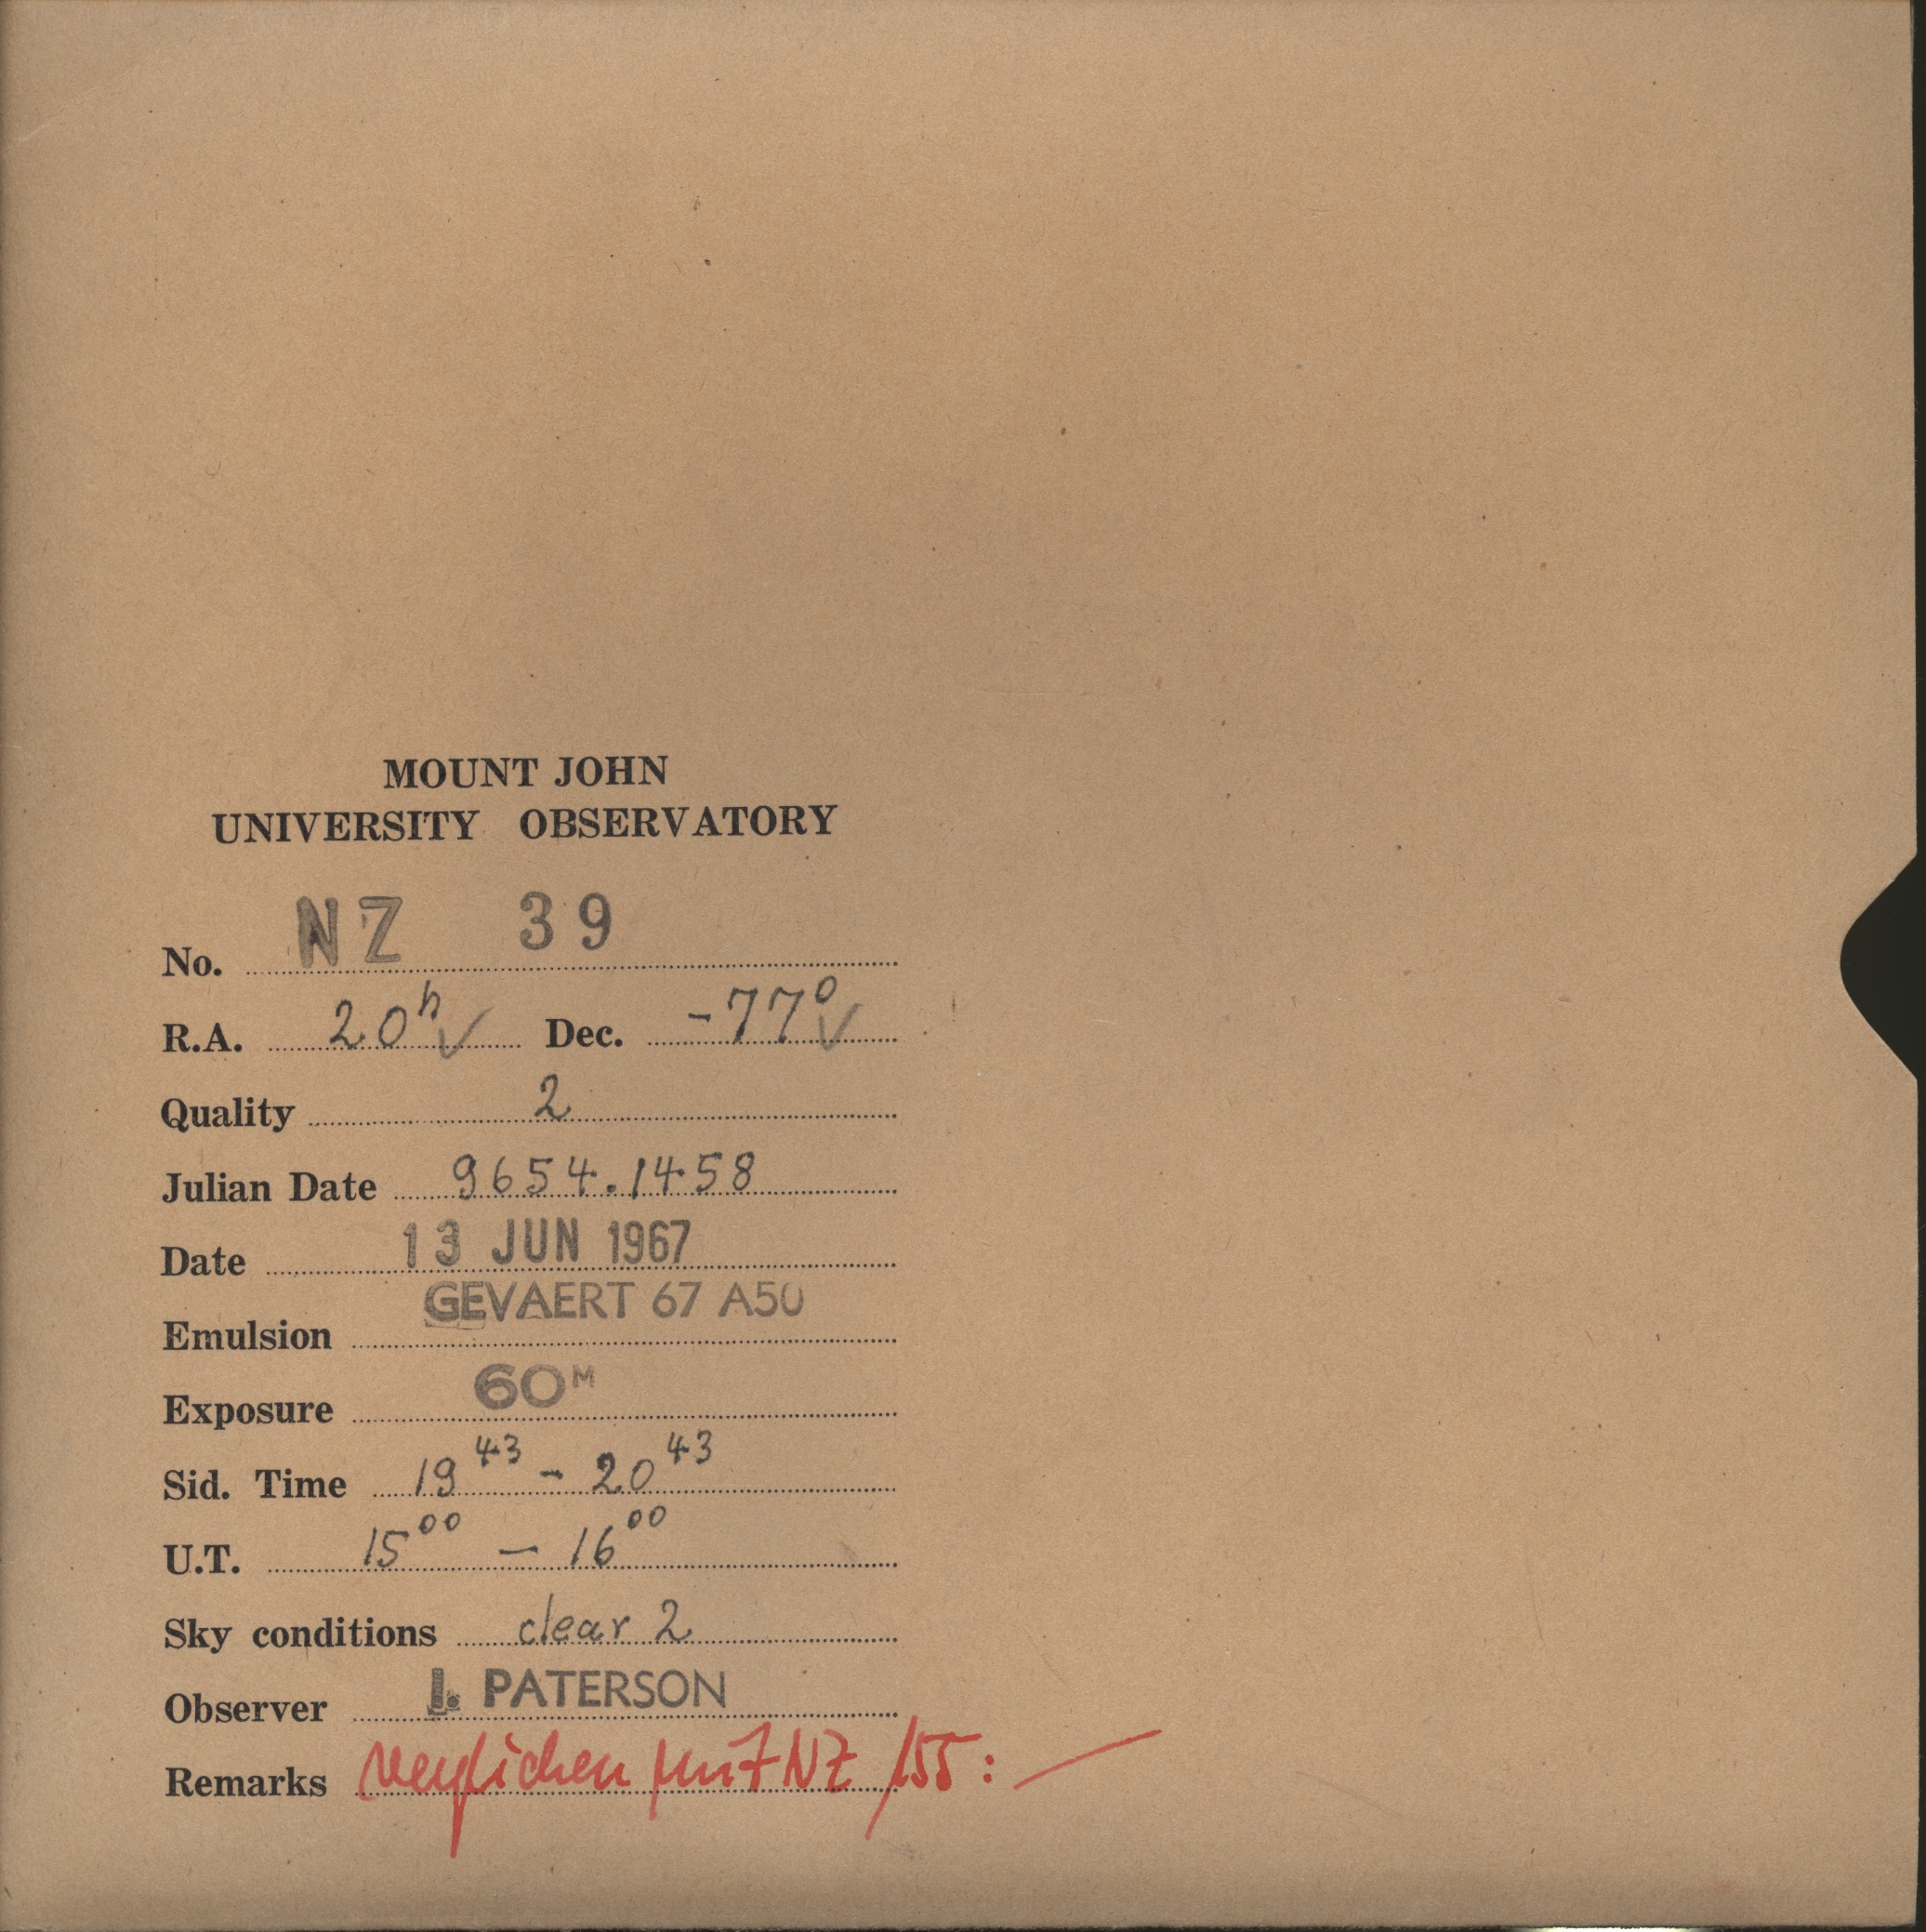 MOUNT JOHN
UNIVERSITY OBSERVATORY
No. NZ 39
R.A. 20h ✓ Dec. -77° ✓
Quality 2
Julian Date 9654.1458
Date 13 JUN 1967
Emulsion GEVAERT 67 A50
Exposure 60M
Sid. Time 19 43 - 20 43
U.T. 15 00 - 16 00
Sky conditions clear 2
Observer J. PATERSON
Remarks verglichen mit NZ 155: —